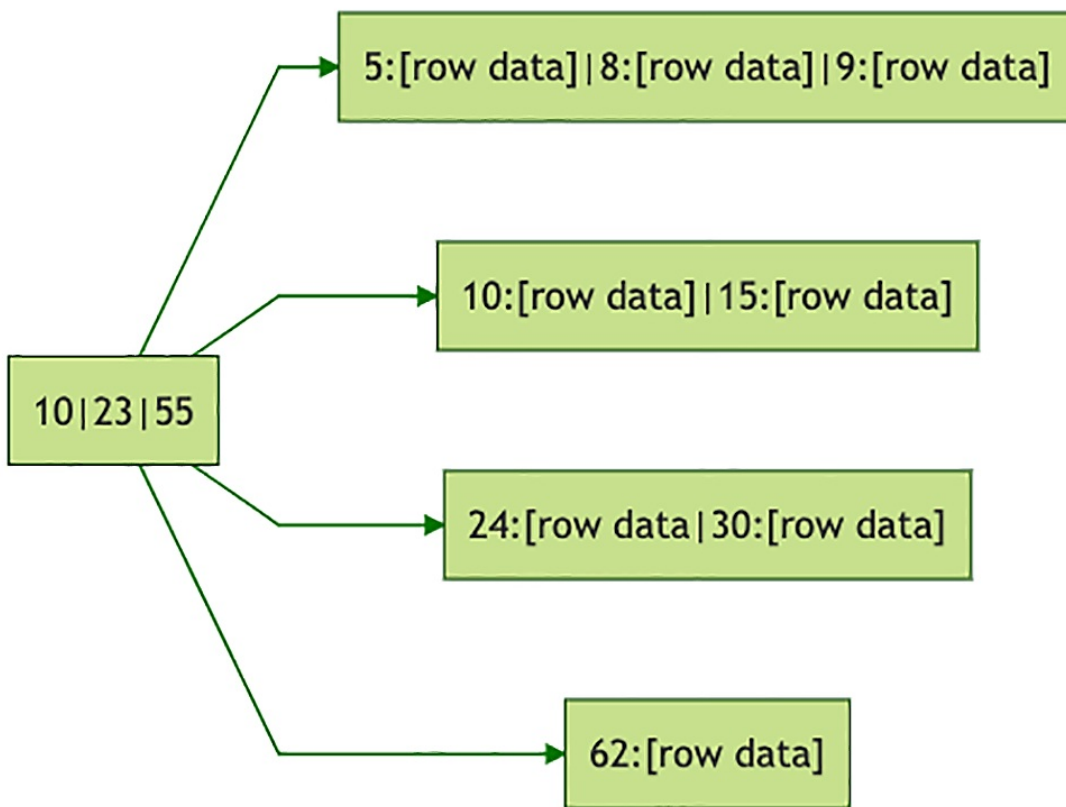 5:[row data]|8:[row data]|9:[row data]
10:[row data]|15:[row data]
10|23|55
24:[row data|30:[row data]
62:[row data]